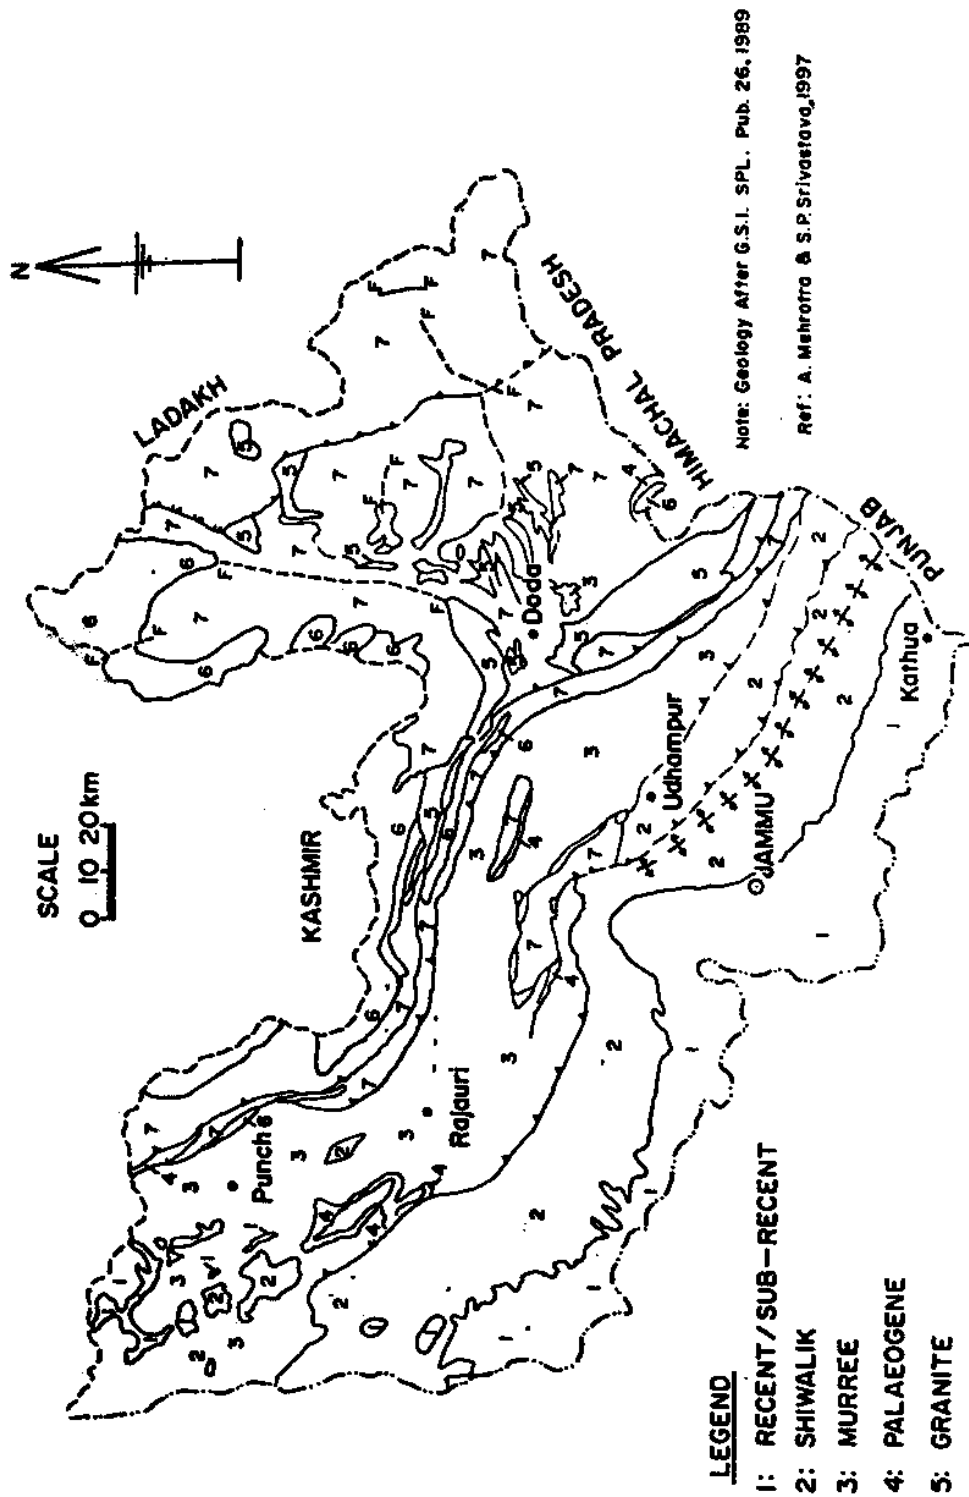 N
SCALE
0 10 20km
LADAKH
KASHMIR
HIMACHAL PRADESH
PUNJAB
Punch
Rajauri
Doda
Udhampur
JAMMU
Kathua
Note: Geology After G.S.I. SPL. Pub. 26, 1989
Ref: A. Mehrotra & S.P. Srivastava, 1997
LEGEND
1: RECENT/SUB-RECENT
2: SHIWALIK
3: MURREE
4: PALAEOGENE
5: GRANITE